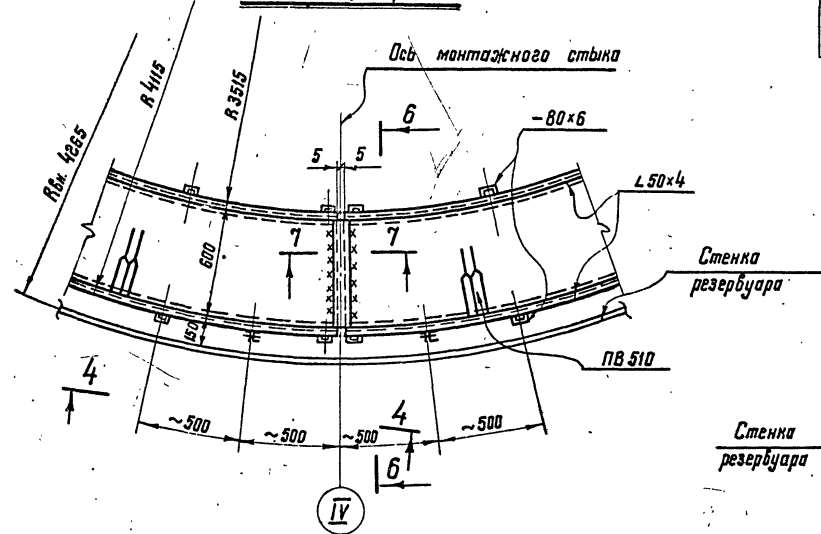 Ось монтажного стыка
R 4115
R 3515
Rвн. 4265
6
-80×6
5 5
L 50×4
7 7
600
Стенка
резервуара
150
ПВ 510
4
4
~500 ~500 ~500 ~500
6
Стенка
резервуара
IV